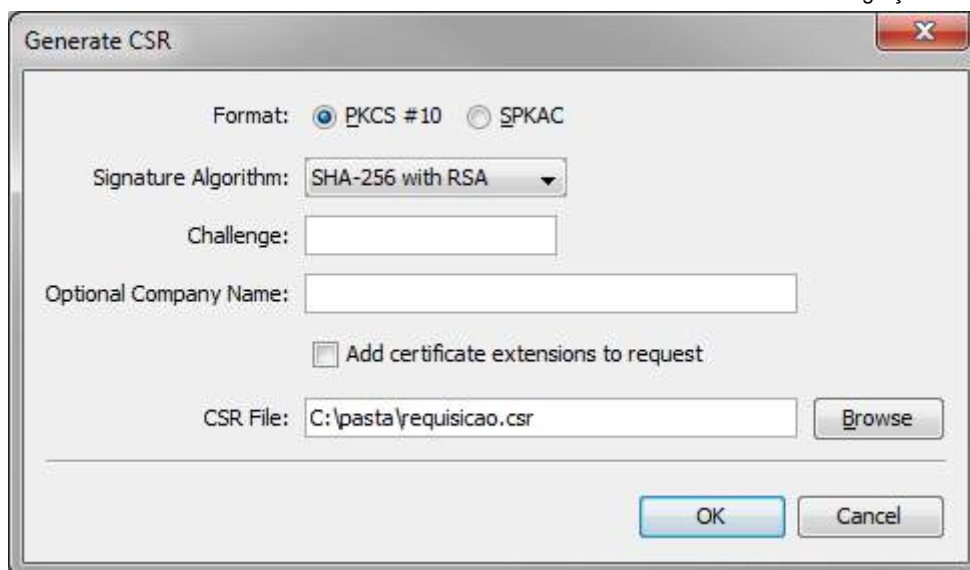 Generate CSR
Format: PKCS #10 SPKAC
Signature Algorithm: SHA-256 with RSA
Challenge:
Optional Company Name:
Add certificate extensions to request
CSR File: C:\pasta\requisicao.csr Browse
OK Cancel